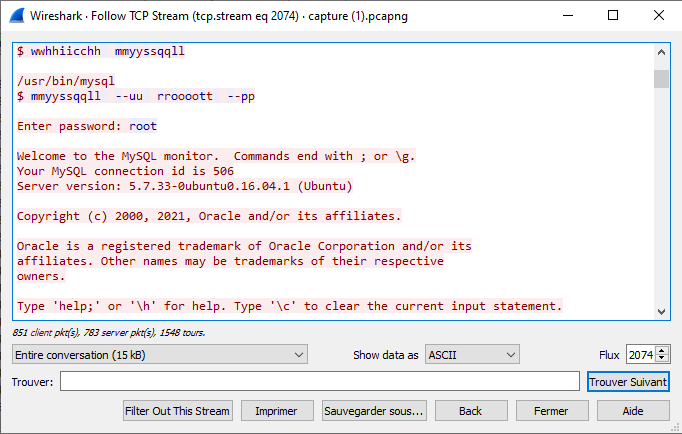 Wireshark · Follow TCP Stream (tcp.stream eq 2074) · capture (1).pcapng
$ wwhhiicchh  mmyyssqqll
/usr/bin/mysql
$ mmyyssqqll  --uu  rroooott  --pp
Enter password: root
Welcome to the MySQL monitor.  Commands end with ; or \g.
Your MySQL connection id is 506
Server version: 5.7.33-0ubuntu0.16.04.1 (Ubuntu)
Copyright (c) 2000, 2021, Oracle and/or its affiliates.
Oracle is a registered trademark of Oracle Corporation and/or its
affiliates. Other names may be trademarks of their respective
owners.
Type 'help;' or '\h' for help. Type '\c' to clear the current input statement.
851 client pkt(s), 783 server pkt(s), 1548 tours.
Entire conversation (15 kB) Show data as ASCII Flux 2074
Trouver: Trouver Suivant
Filter Out This Stream Imprimer Sauvegarder sous... Back Fermer Aide